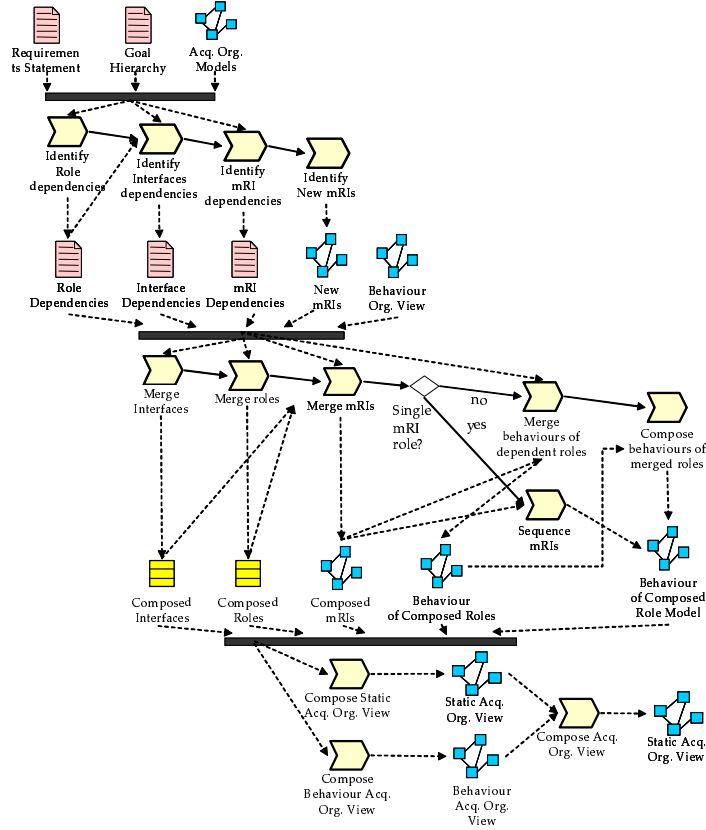 Requiremen
ts Statement
Goal
Hierarchy
Acq. Org.
Models
Identify
Role
dependencies
Identify
Interfaces
dependencies
Identify
mRI
dependencies
Identify
New mRIs
Role
Dependencies
Interface
Dependencies
mRI
Dependencies
New
mRIs
Behaviour
Org. View
Merge
Interfaces
Merge roles
Merge mRIs
Single
mRI
role?
no
yes
Merge
behaviours of
dependent roles
Compose
behaviours of
merged roles
Sequence
mRIs
Composed
Interfaces
Composed
Roles
Composed
mRIs
Behaviour
of Composed Roles
Behaviour
of Composed
Role Model
Compose Static
Acq. Org. View
Static Acq.
Org. View
Compose Acq.
Org. View
Static Acq.
Org. View
Compose
Behaviour Acq.
Org. View
Behaviour
Acq. Org.
View